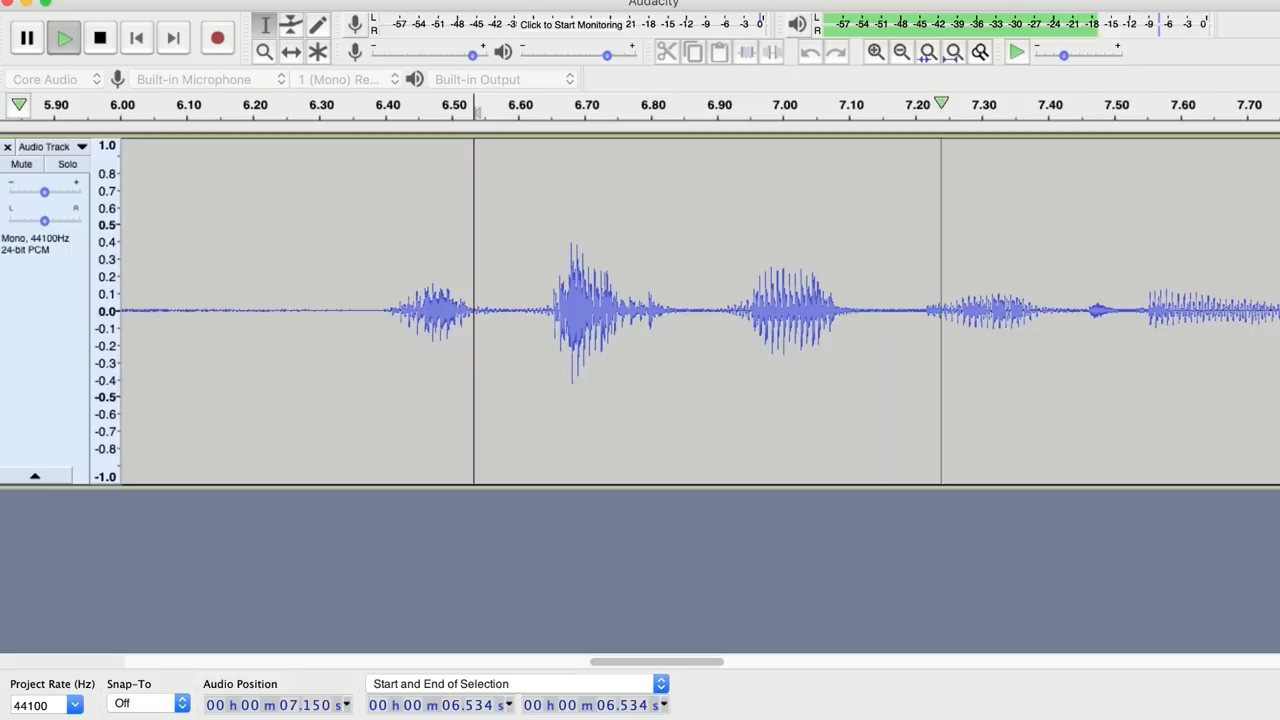 Audacity
L -57 -54 -51 -48 -45 -42 -3 Click to Start Monitoring 21 -18 -15 -12 -9 -6 -3 0
R
L -57 -54 -51 -48 -45 -42 -39 -36 -33 -30 -27 -24 -21 -18 -15 -12 -9 -6 -3 0
R
- + - + - +
Core Audio Built-in Microphone 1 (Mono) Re... Built-in Output
5.90 6.00 6.10 6.20 6.30 6.40 6.50 6.60 6.70 6.80 6.90 7.00 7.10 7.20 7.30 7.40 7.50 7.60 7.70
Audio Track
Mute Solo
- +
L R
Mono, 44100Hz
24-bit PCM
1.0
0.8
0.7
0.6
0.5
0.4
0.3
0.2
0.1
0.0
-0.1
-0.2
-0.3
-0.4
-0.5
-0.6
-0.7
-0.8
-1.0
Project Rate (Hz) Snap-To Audio Position Start and End of Selection
44100 Off 00 h 00 m 07.150 s 00 h 00 m 06.534 s 00 h 00 m 06.534 s